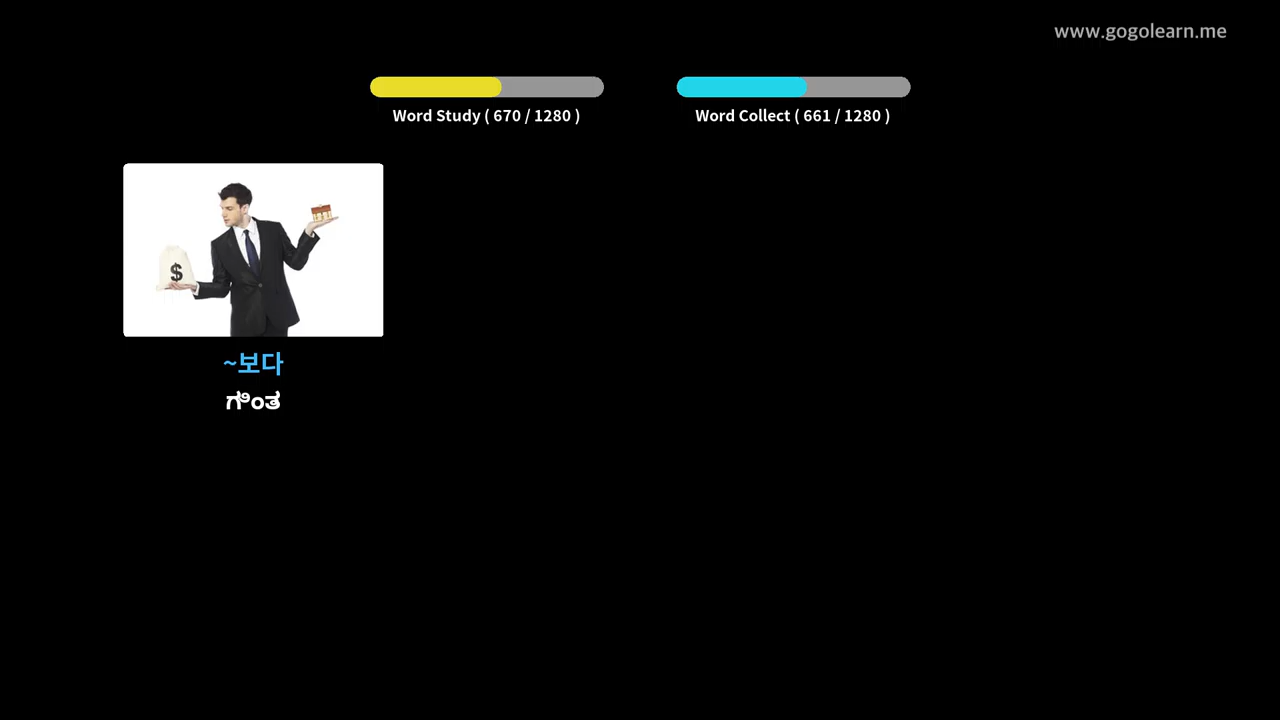 www.gogolearn.me
Word Study ( 670 / 1280 )
Word Collect ( 661 / 1280 )
$
~보다
ಗಿಂತ